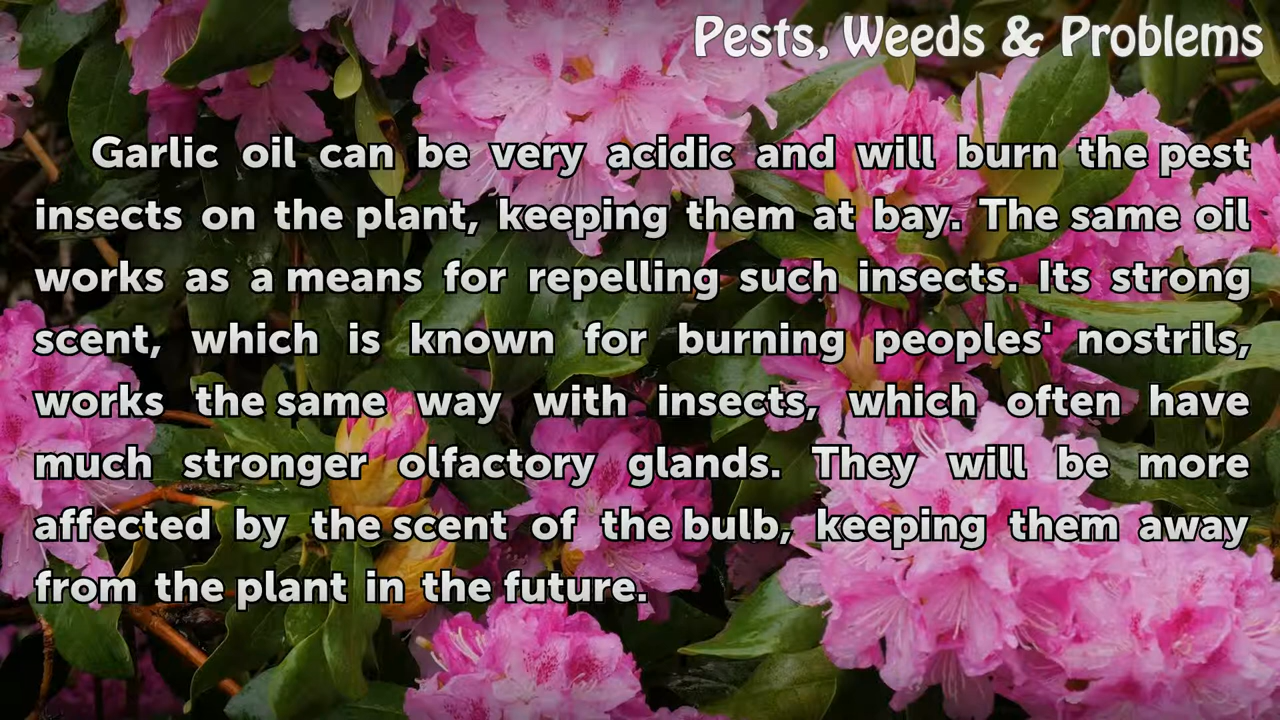 Pests, Weeds & Problems
Garlic oil can be very acidic and will burn the pest
insects on the plant, keeping them at bay. The same oil
works as a means for repelling such insects. Its strong
scent, which is known for burning peoples' nostrils,
works the same way with insects, which often have
much stronger olfactory glands. They will be more
affected by the scent of the bulb, keeping them away
from the plant in the future.